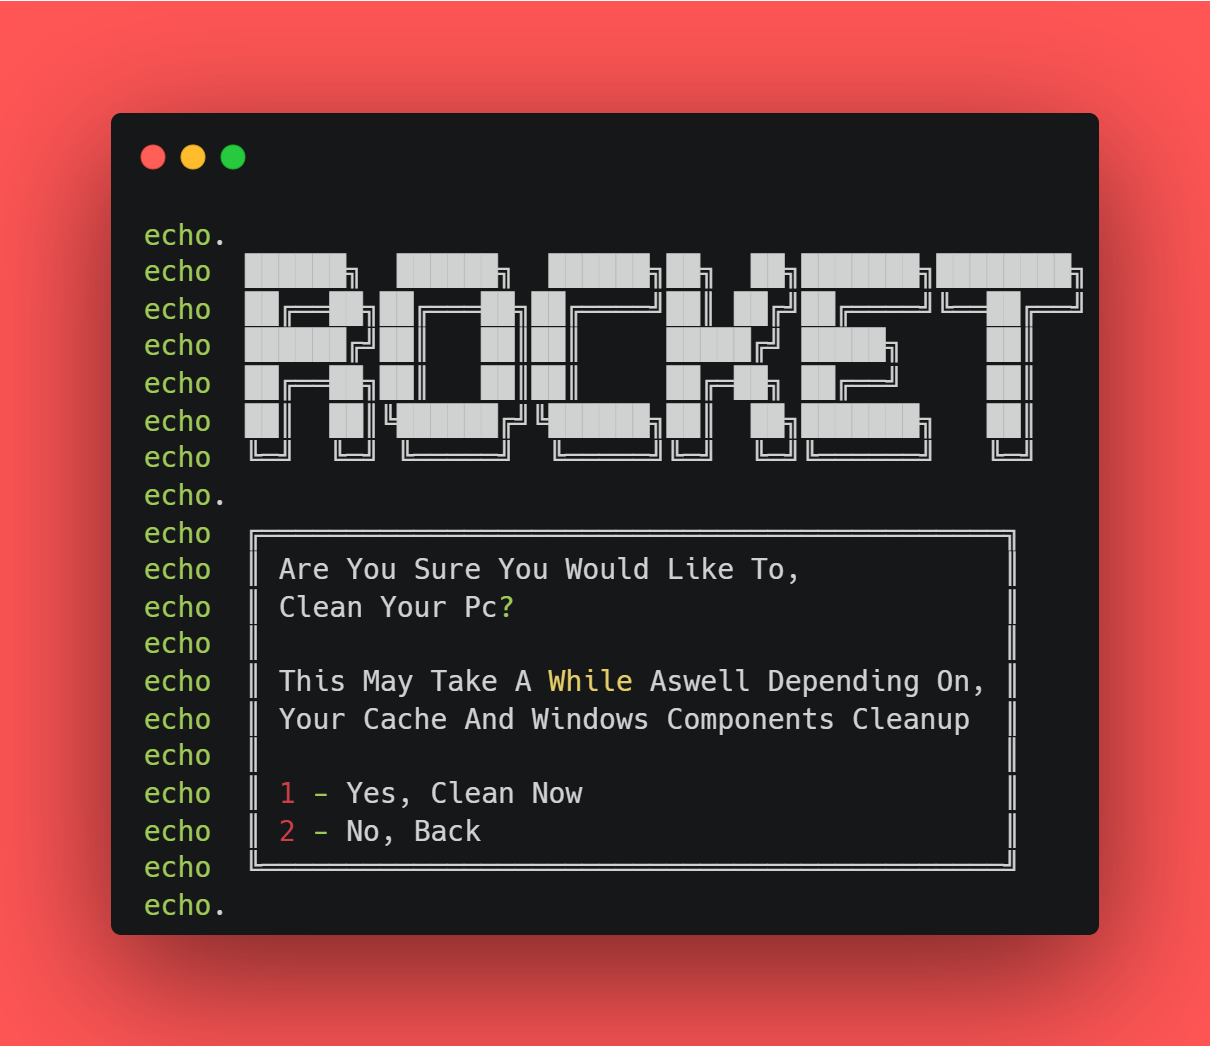 echo.
echo  ██████╗  ██████╗  ██████╗██╗  ██╗███████╗████████╗
echo  ██╔══██╗██╔═══██╗██╔════╝██║ ██╔╝██╔════╝╚══██╔══╝
echo  ██████╔╝██║   ██║██║     █████╔╝ █████╗     ██║
echo  ██╔══██╗██║   ██║██║     ██╔═██╗ ██╔══╝     ██║
echo  ██║  ██║╚██████╔╝╚██████╗██║  ██╗███████╗   ██║
echo  ╚═╝  ╚═╝ ╚═════╝  ╚═════╝╚═╝  ╚═╝╚══════╝   ╚═╝
echo.
echo  ╔════════════════════════════════════════════╗
echo  ║ Are You Sure You Would Like To,            ║
echo  ║ Clean Your Pc?                             ║
echo  ║                                            ║
echo  ║ This May Take A While Aswell Depending On, ║
echo  ║ Your Cache And Windows Components Cleanup  ║
echo  ║                                            ║
echo  ║ 1 - Yes, Clean Now                         ║
echo  ║ 2 - No, Back                               ║
echo  ╚════════════════════════════════════════════╝
echo.